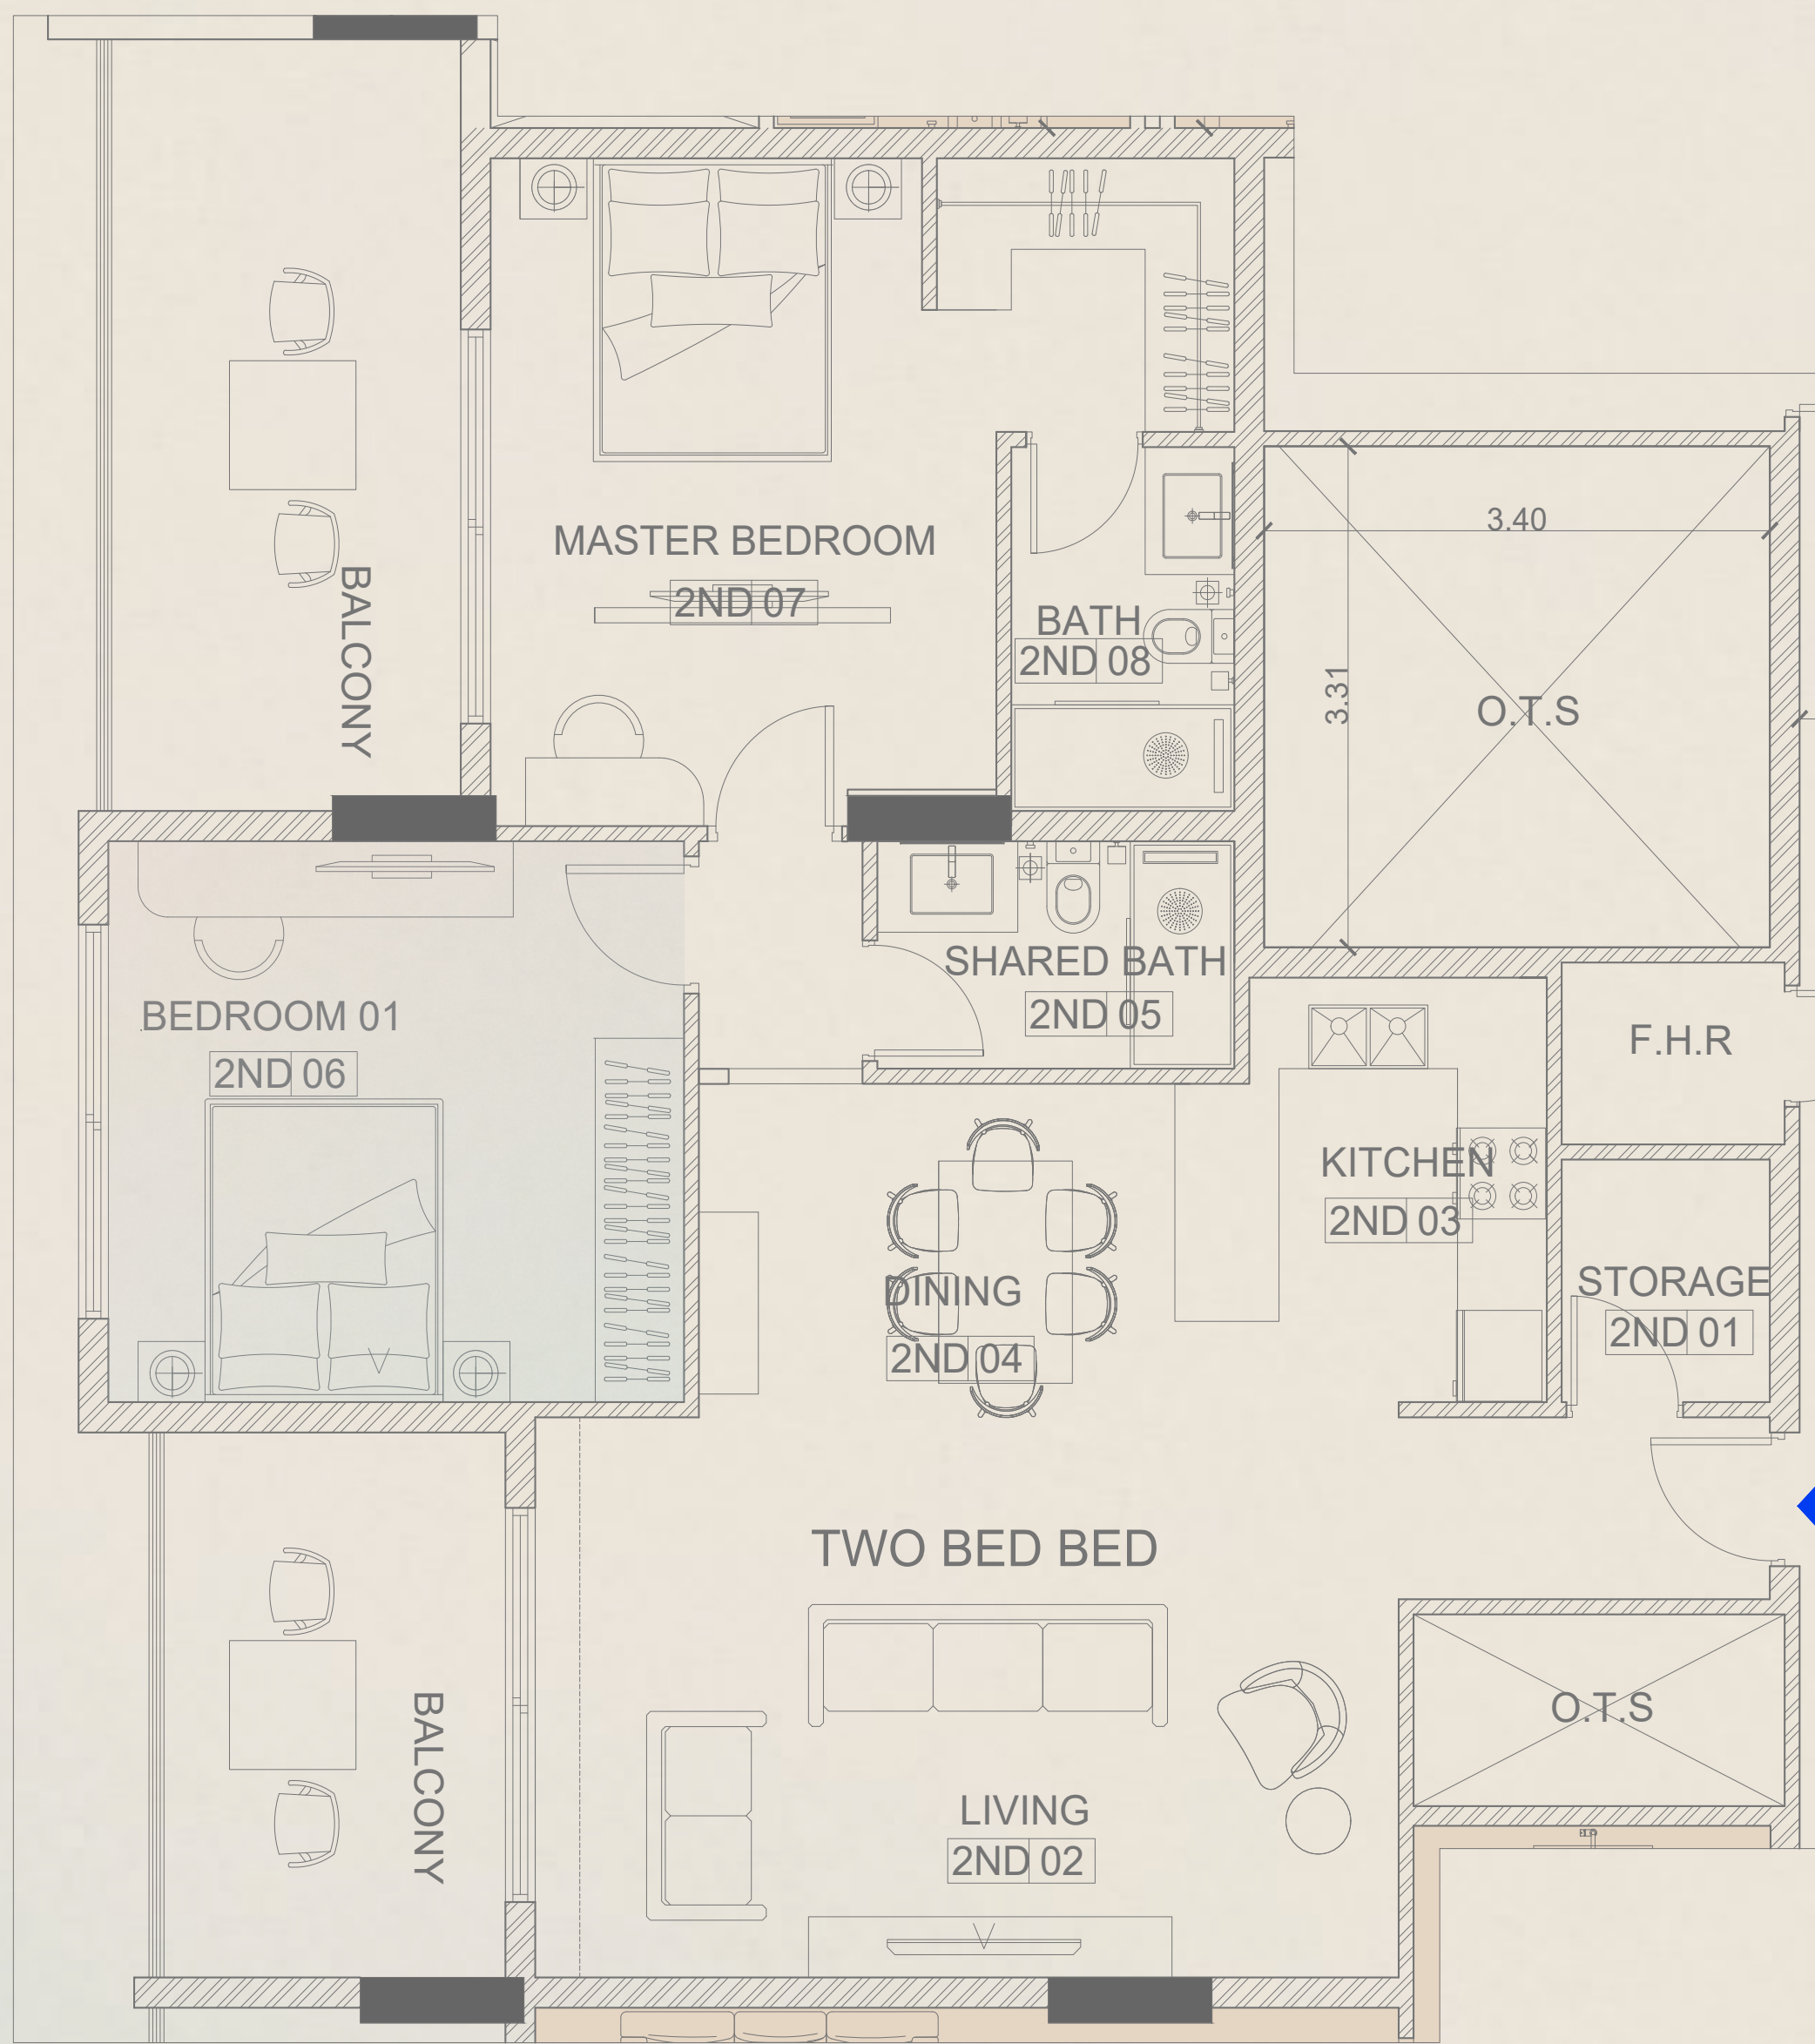 3.40
MASTER BEDROOM
2ND 07
BALCONY
BATH
2ND 08
3.31
O.T.S
SHARED BATH
2ND 05
BEDROOM 01
2ND 06
F.H.R
KITCHEN
2ND 03
DINING
2ND 04
STORAGE
2ND 01
TWO BED BED
O.T.S
BALCONY
LIVING
2ND 02